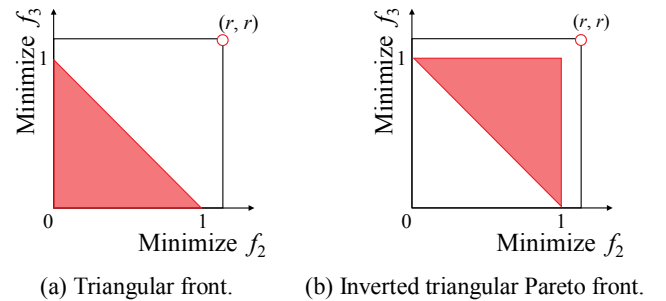 Minimize f3
(r, r)
1
0
1
Minimize f2
(a) Triangular front.
Minimize f3
(r, r)
1
0
1
Minimize f2
(b) Inverted triangular Pareto front.